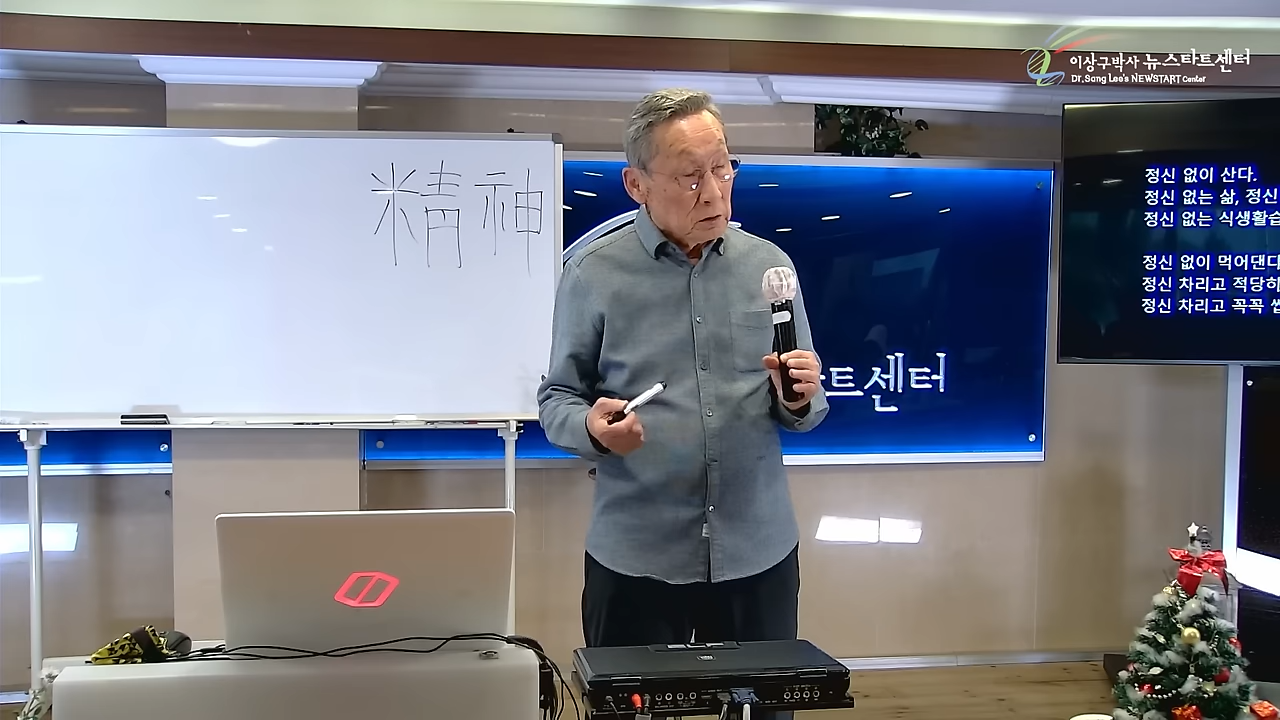 이상구박사 뉴스타트센터
Dr.Sang Lee's NEWSTART Center
精神
정신 없이 산다.
정신 없는 삶, 정신
정신 없는 식생활습
정신 없이 먹어댄다
정신 차리고 적당히
정신 차리고 꼭꼭 씹
트센터